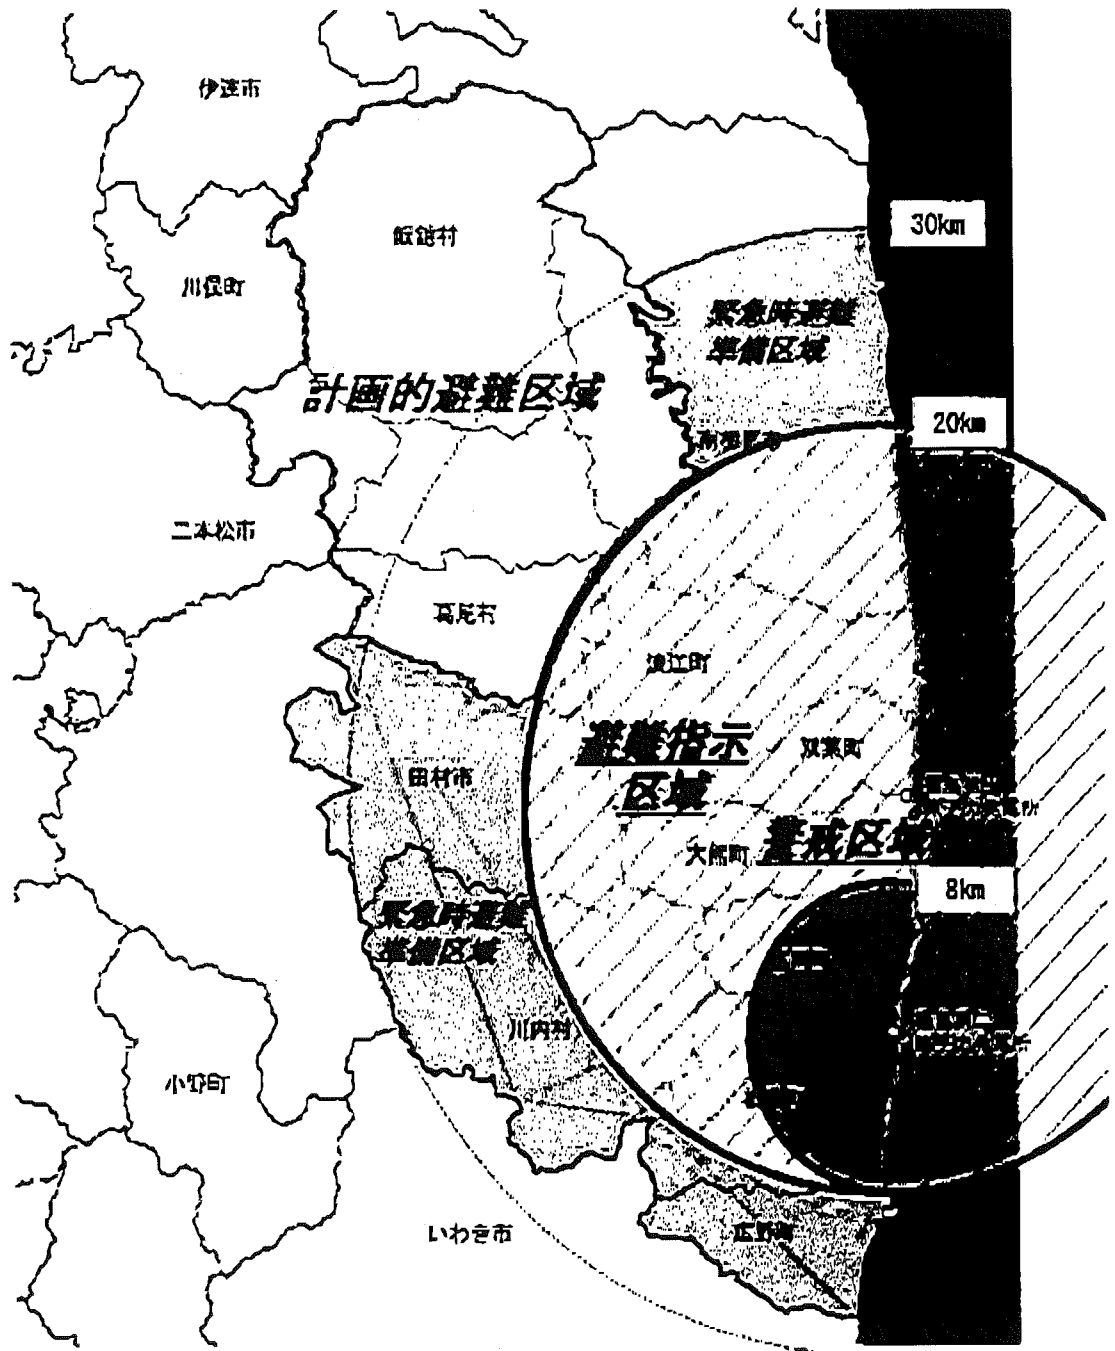 伊達市
30km
飯舘村
川俣町
緊急時避難
準備区域
計画的避難区域
20km
南相馬市
二本松市
葛尾村
浪江町
避難指示
区域
双葉町
田村市
大熊町
警戒区域
8km
緊急時避難
準備区域
川内村
小野町
いわき市
広野町